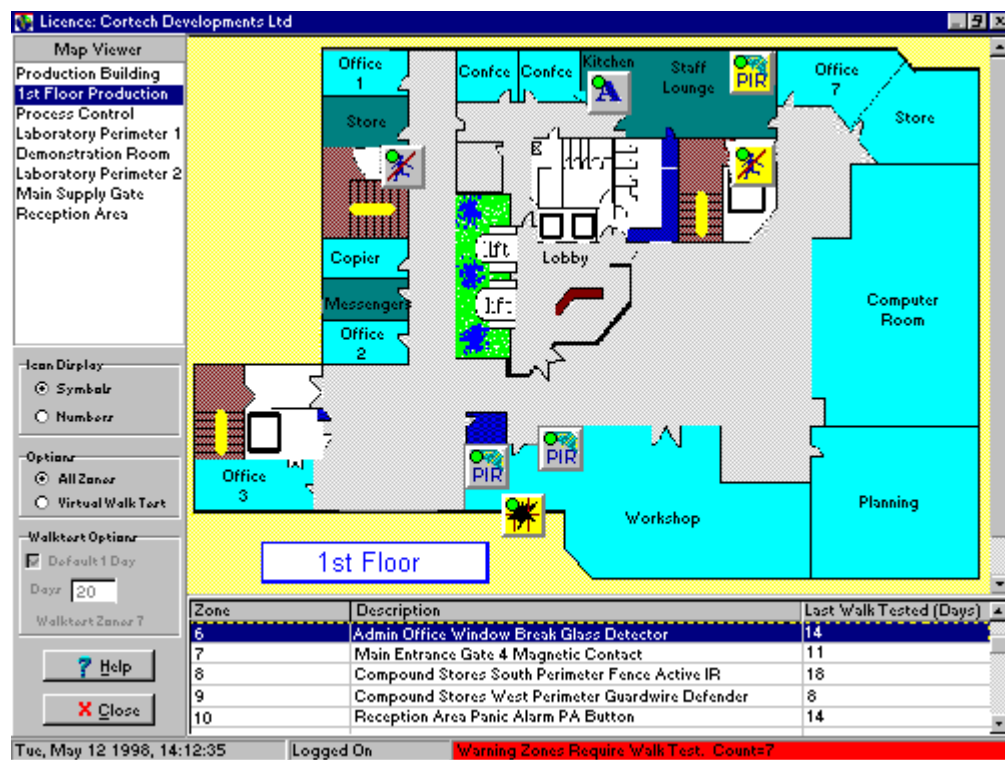 Licence: Cortech Developments Ltd
Map Viewer
Production Building
1st Floor Production
Process Control
Laboratory Perimeter 1
Demonstration Room
Laboratory Perimeter 2
Main Supply Gate
Reception Area
Icon Display
Symbols
Numbers
Options
All Zones
Virtual Walk Test
Walktest Options
Default 1 Day
Days 20
Walktest Zones 7
Help
Close
Office
1
Confce Confce
Kitchen
Staff
Lounge
PIR
Office
7
Store
A
Store
Copier
lift
Lobby
Messengers
lift
Computer
Room
Office
2
Office
3
PIR
PIR
Workshop
Planning
1st Floor
Zone Description Last Walk Tested (Days)
6 Admin Office Window Break Glass Detector 14
7 Main Entrance Gate 4 Magnetic Contact 11
8 Compound Stores South Perimeter Fence Active IR 18
9 Compound Stores West Perimeter Guardwire Defender 8
10 Reception Area Panic Alarm PA Button 14
Tue, May 12 1998, 14:12:35 Logged On Warning Zones Require Walk Test. Count=7